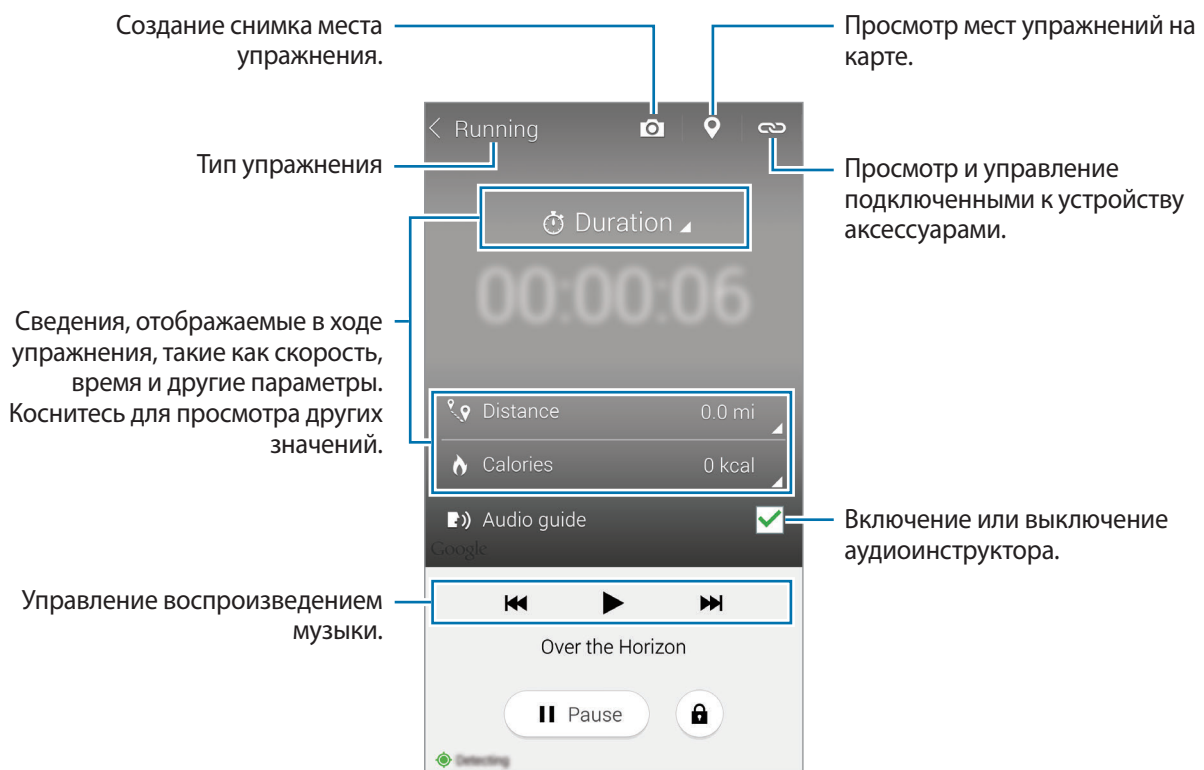 Создание снимка места
упражнения.
Просмотр мест упражнений на
карте.
Running
Тип упражнения
Просмотр и управление
подключенными к устройству
аксессуарами.
Duration
00:00:06
Сведения, отображаемые в ходе
упражнения, такие как скорость,
время и другие параметры.
Коснитесь для просмотра других
значений.
Distance 0.0 mi
Calories 0 kcal
Audio guide
Google
Включение или выключение
аудиоинструктора.
Управление воспроизведением
музыки.
Over the Horizon
Pause
Detecting